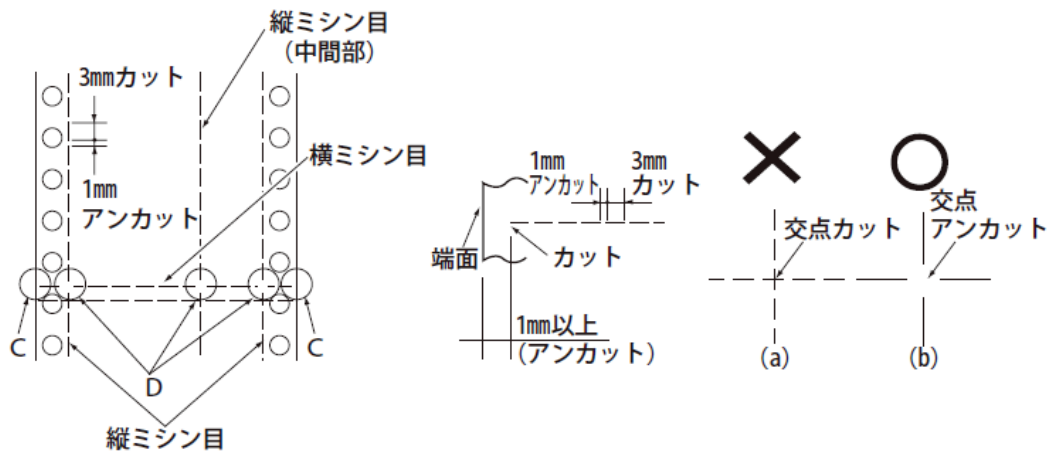 縦ミシン目
（中間部）
3mmカット
1mm
アンカット
横ミシン目
C
D
C
縦ミシン目
1mm
アンカット
3mm
カット
端面
カット
1mm以上
（アンカット）
交点カット
(a)
交点
アンカット
(b)